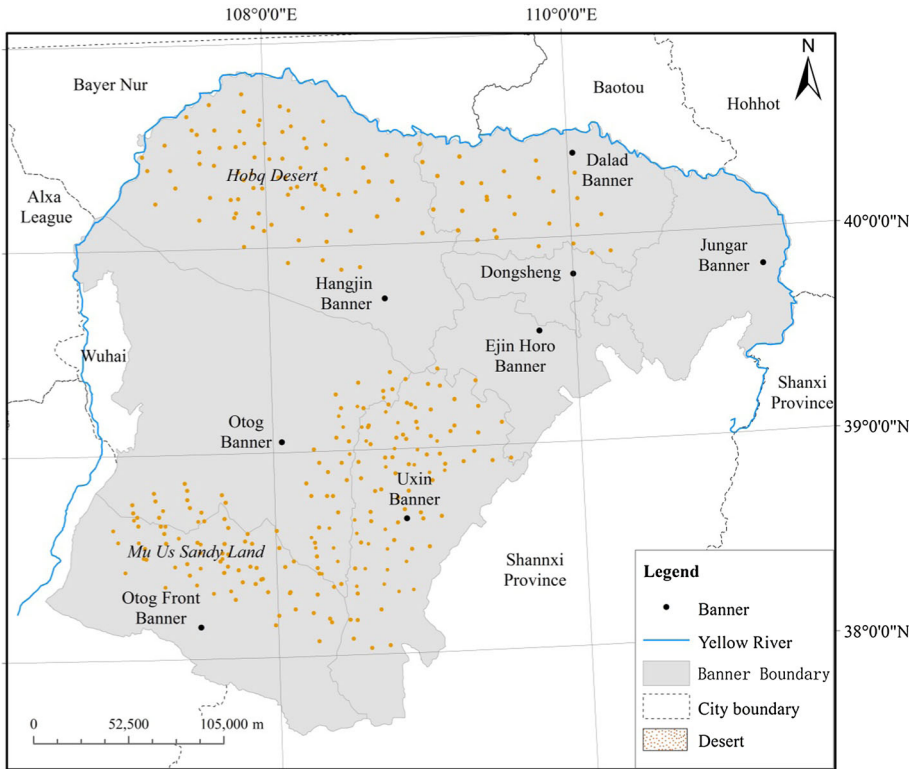 108°0'0"E
110°0'0"E
N
Bayer Nur
Baotou
Hohhot
Hobq Desert
Dalad
Banner
Alxa
League
40°0'0"N
Jungar
Banner
Dongsheng
Hangjin
Banner
Ejin Horo
Banner
Wuhai
Shanxi
Province
Otog
Banner
39°0'0"N
Uxin
Banner
Mu Us Sandy Land
Shannxi
Province
Otog Front
Banner
38°0'0"N
Legend
Banner
Yellow River
Banner Boundary
City boundary
Desert
0 52,500 105,000 m